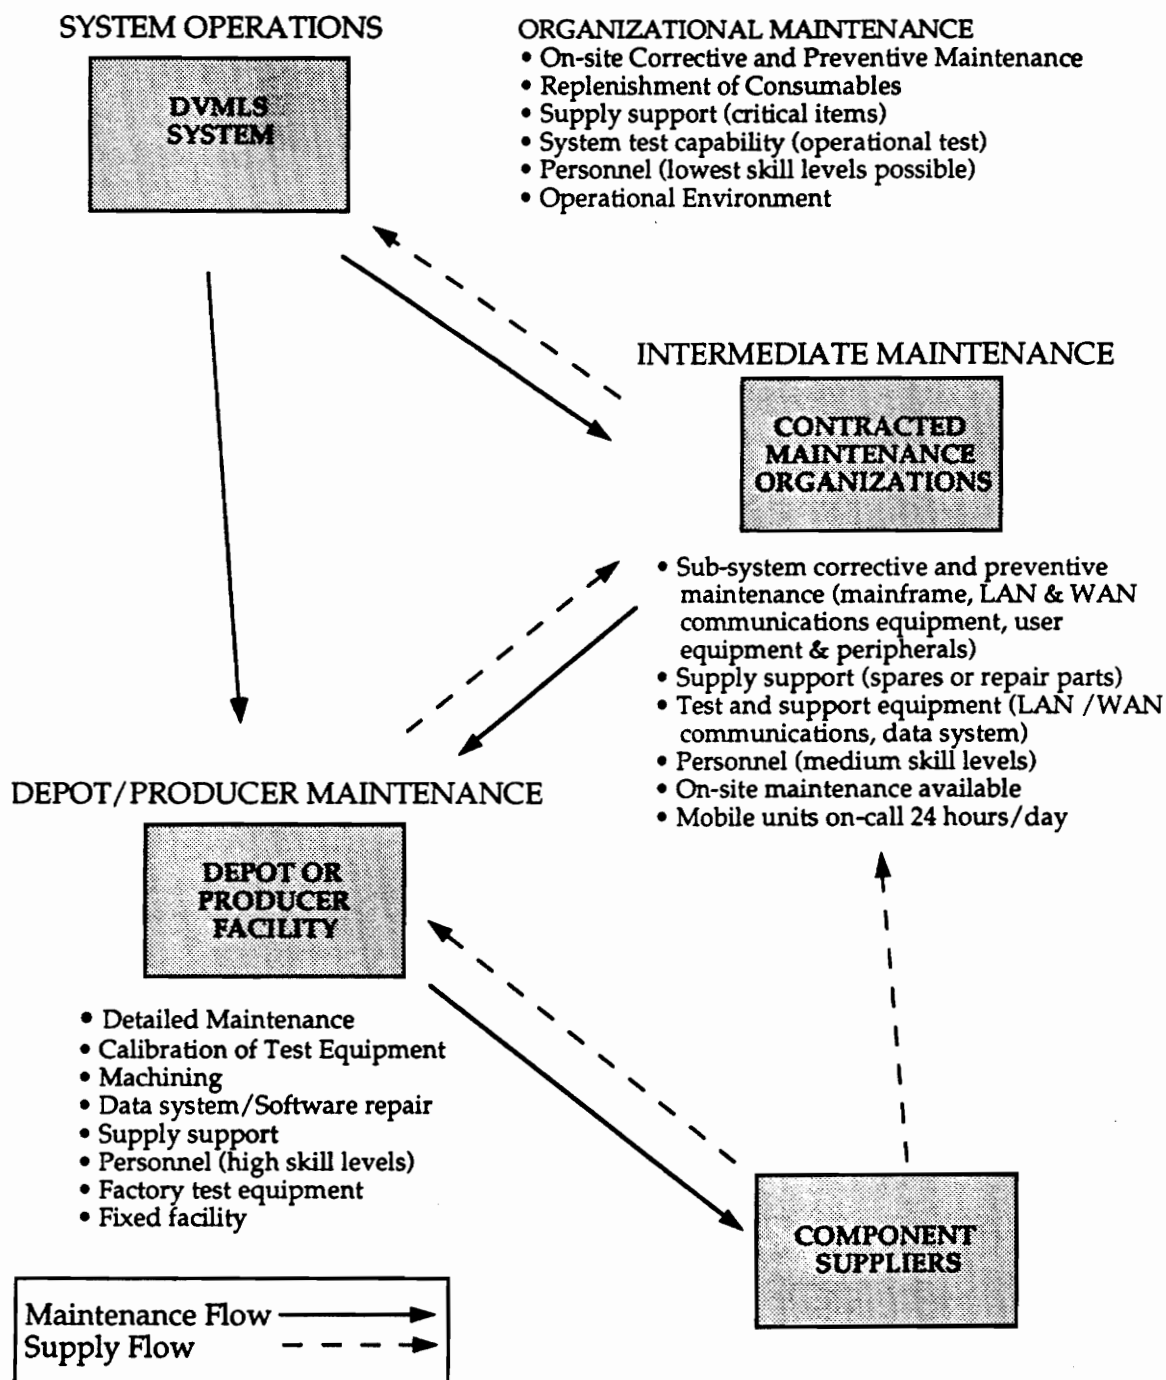 SYSTEM OPERATIONS
DVMLS
SYSTEM
ORGANIZATIONAL MAINTENANCE
• On-site Corrective and Preventive Maintenance
• Replenishment of Consumables
• Supply support (critical items)
• System test capability (operational test)
• Personnel (lowest skill levels possible)
• Operational Environment
INTERMEDIATE MAINTENANCE
CONTRACTED
MAINTENANCE
ORGANIZATIONS
• Sub-system corrective and preventive
maintenance (mainframe, LAN & WAN
communications equipment, user
equipment & peripherals)
• Supply support (spares or repair parts)
• Test and support equipment (LAN /WAN
communications, data system)
• Personnel (medium skill levels)
• On-site maintenance available
• Mobile units on-call 24 hours/day
DEPOT/PRODUCER MAINTENANCE
DEPOT OR
PRODUCER
FACILITY
• Detailed Maintenance
• Calibration of Test Equipment
• Machining
• Data system/Software repair
• Supply support
• Personnel (high skill levels)
• Factory test equipment
• Fixed facility
COMPONENT
SUPPLIERS
Maintenance Flow
Supply Flow